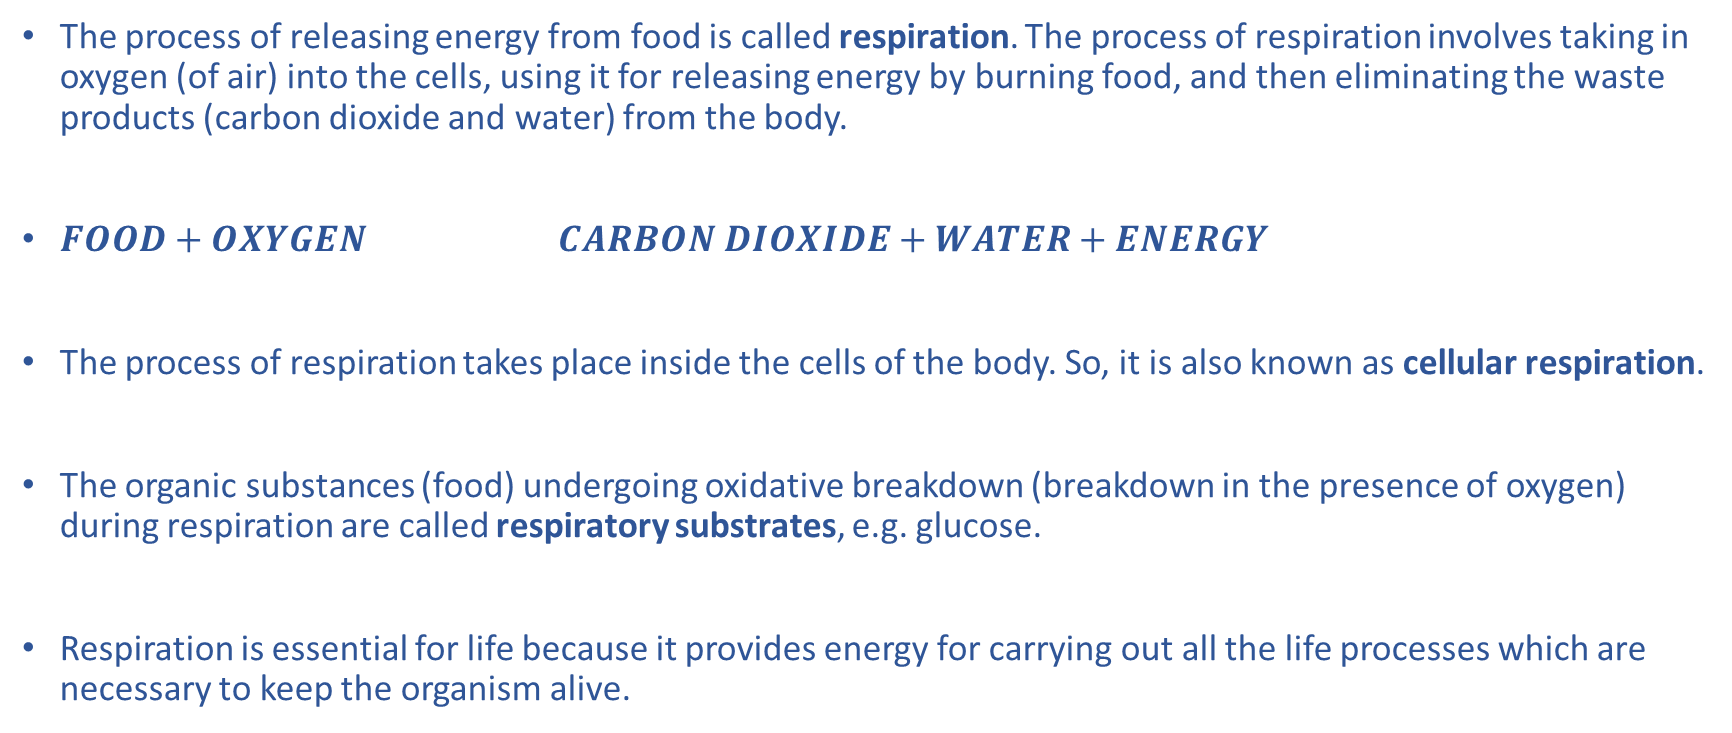 • The process of releasing energy from food is called respiration. The process of respiration involves taking in
oxygen (of air) into the cells, using it for releasing energy by burning food, and then eliminating the waste
products (carbon dioxide and water) from the body.
• FOOD + OXYGEN CARBON DIOXIDE + WATER + ENERGY
• The process of respiration takes place inside the cells of the body. So, it is also known as cellular respiration.
• The organic substances (food) undergoing oxidative breakdown (breakdown in the presence of oxygen)
during respiration are called respiratory substrates, e.g. glucose.
• Respiration is essential for life because it provides energy for carrying out all the life processes which are
necessary to keep the organism alive.